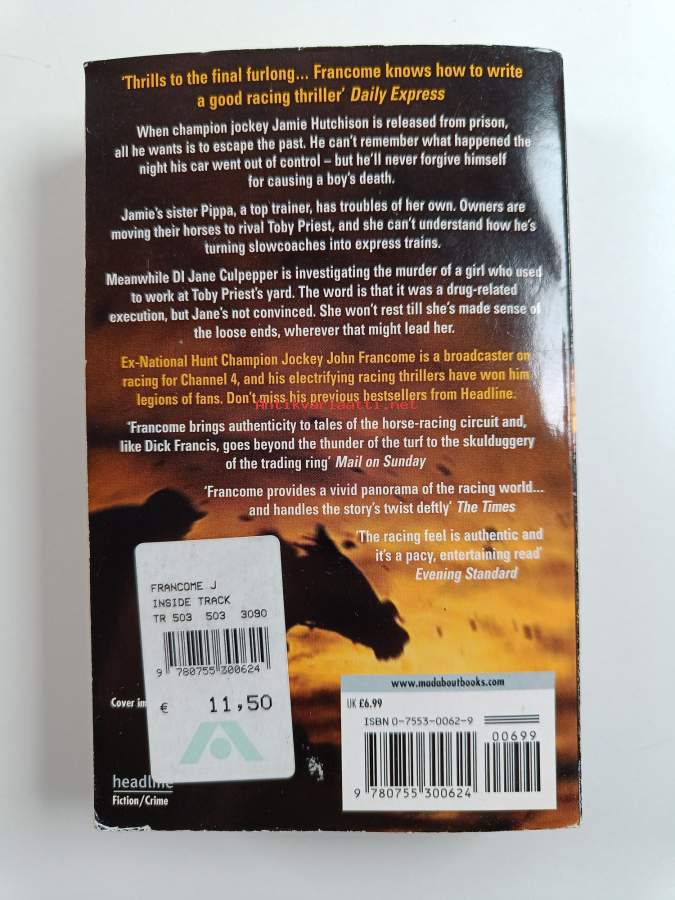 ‘Thrills to the final furlong... Francome knows how to write
a good racing thriller’ Daily Express
When champion jockey Jamie Hutchison is released from prison,
all he wants is to escape the past. He can’t remember what happened the
night his car went out of control – but he’ll never forgive himself
for causing a boy’s death.
Jamie’s sister Pippa, a top trainer, has troubles of her own. Owners are
moving their horses to rival Toby Priest, and she can’t understand how he’s
turning slowcoaches into express trains.
Meanwhile DI Jane Culpepper is investigating the murder of a girl who used
to work at Toby Priest’s yard. The word is that it was a drug-related
execution, but Jane’s not convinced. She won’t rest till she’s made sense of
the loose ends, wherever that might lead her.
Ex-National Hunt Champion Jockey John Francome is a broadcaster on
racing for Channel 4, and his electrifying racing thrillers have won him
legions of fans. Don’t miss his previous bestsellers from Headline.
Antikvariaatti.net
‘Francome brings authenticity to tales of the horse-racing circuit and,
like Dick Francis, goes beyond the thunder of the turf to the skulduggery
of the trading ring’ Mail on Sunday
‘Francome provides a vivid panorama of the racing world...
and handles the story’s twist deftly’ The Times
‘The racing feel is authentic and
it’s a pacy, entertaining read’
Evening Standard
FRANCOME J
INSIDE TRACK
TR 503 503 3090
9 780755 300624
€ 11,50
Cover im
headline
Fiction/Crime
www.madaboutbooks.com
UK £6.99
ISBN 0-7553-0062-9
00699
9 780755 300624